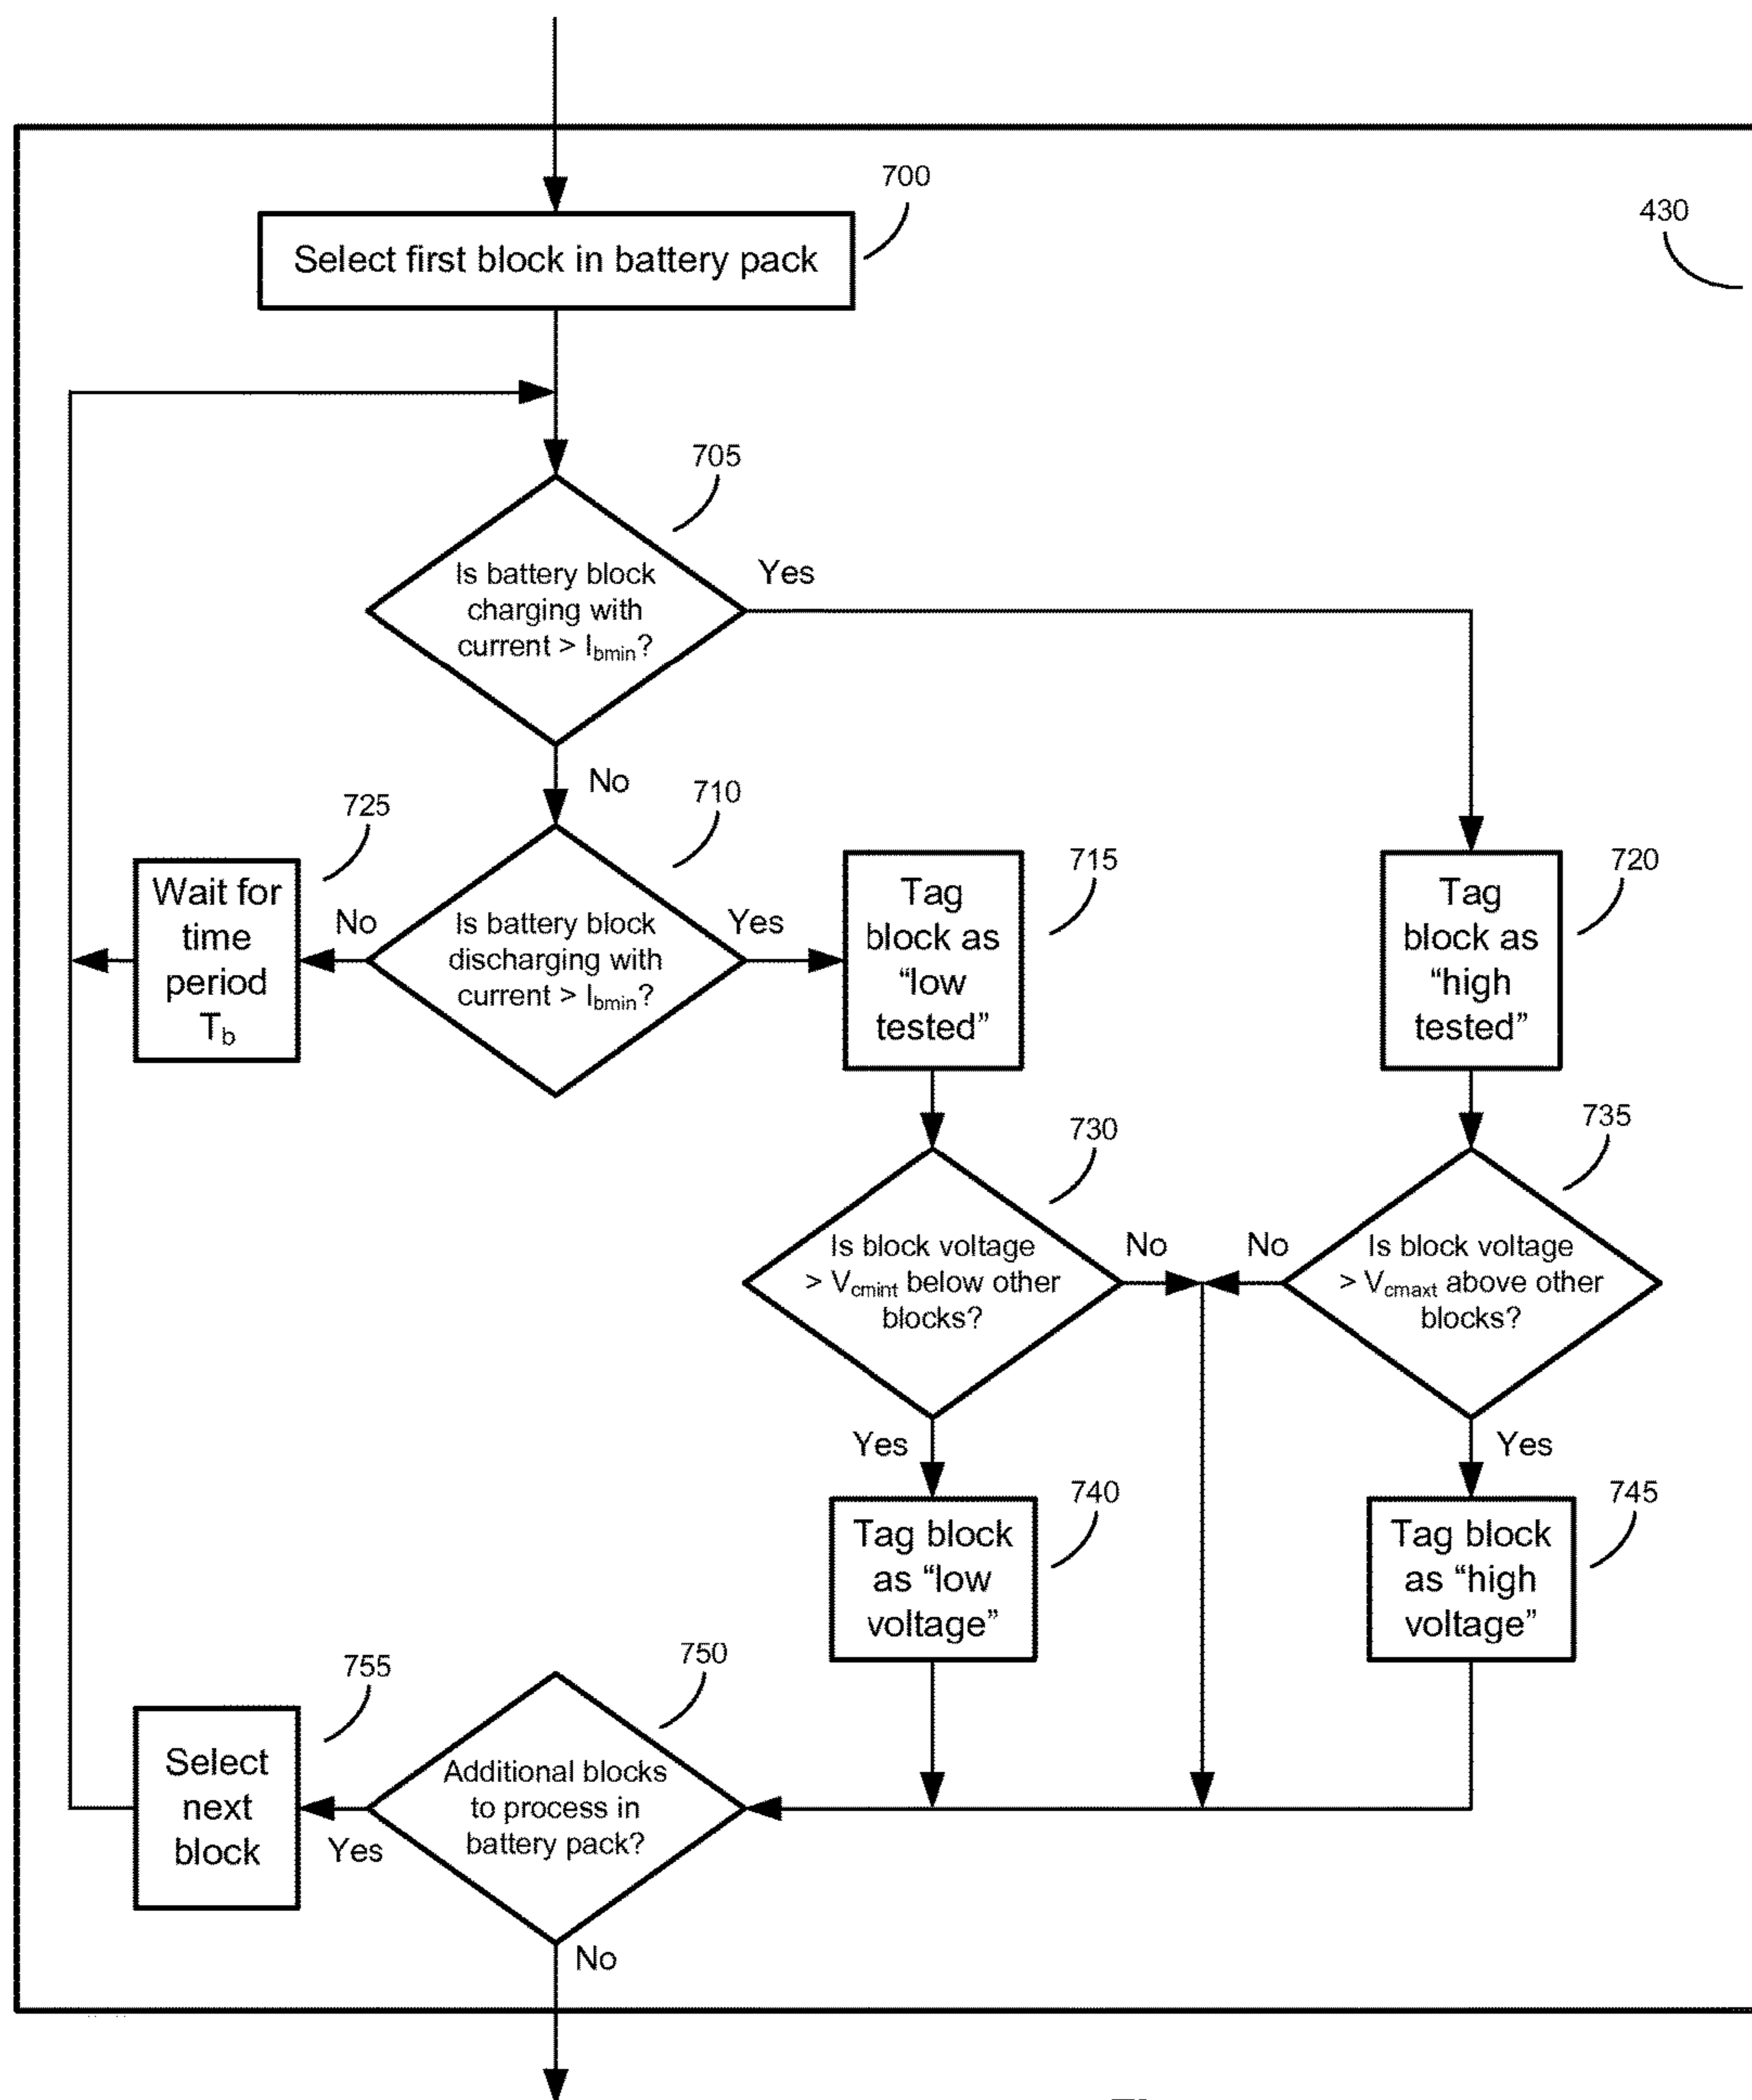 700
430
Select first block in battery pack
705
Is battery block
charging with
current > Ibmin?
Yes
No
725
710
715
720
Wait for
time
period
Tb
No
Is battery block
discharging with
current > Ibmin?
Yes
Tag
block as
“low
tested”
Tag
block as
“high
tested”
730
735
Is block voltage
> Vcmint below other
blocks?
No
No
Is block voltage
> Vcmaxt above other
blocks?
Yes
Yes
740
745
Tag block
as “low
voltage”
Tag block
as “high
voltage”
755
750
Select
next
block
Yes
Additional blocks
to process in
battery pack?
No